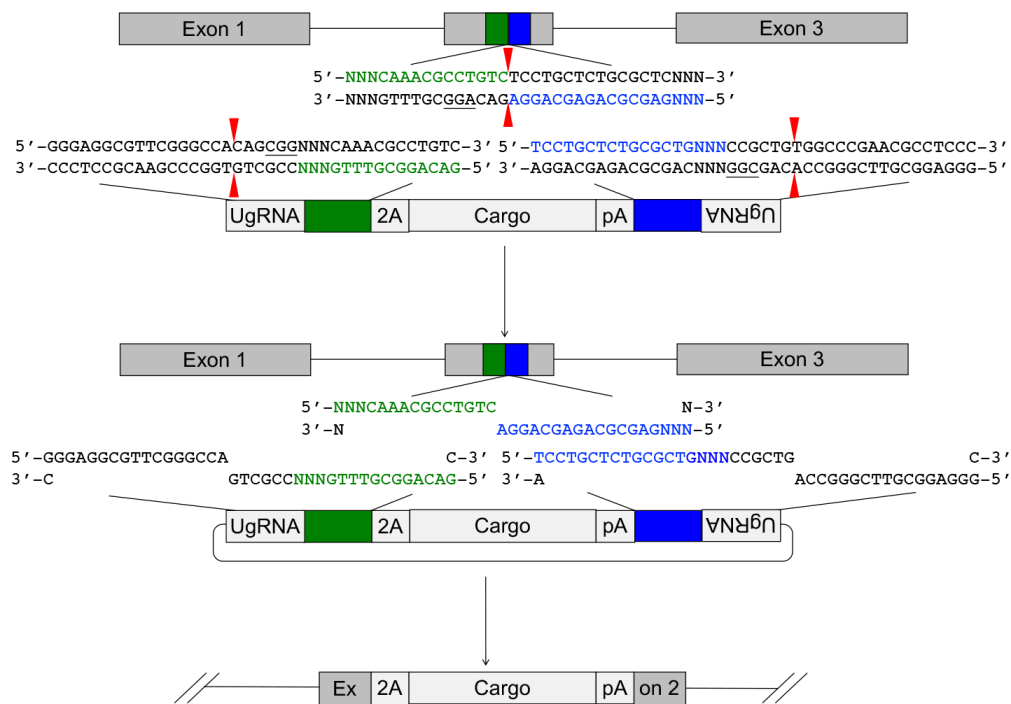 Exon 1 Exon 3
5’-NNNCAAACGCCTGTCTCCTGCTCTGCGCTCNNN-3’
3’-NNNGTTTGCGGACAGAGGACGAGACGCGAGNNN-5’
5’-GGGAGGCGTTCGGGCCACAGCGGNNNCAAACGCCTGTC-3’ 5’-TCCTGCTCTGCGCTGNNNCCGCTGTGGCCCGAACGCCTCCC-3’
3’-CCCTCCGCAAGCCCGGTGTCGCCNNNGTTTGCGGACAG-5’ 3’-AGGACGAGACGCGACNNNGGCGACACCGGGCTTGCGGAGGG-5’
UgRNA 2A Cargo pA UgRNA
Exon 1 Exon 3
5’-NNNCAAACGCCTGTC N-3’
3’-N AGGACGAGACGCGAGNNN-5’
5’-GGGAGGCGTTCGGGCCA C-3’ 5’-TCCTGCTCTGCGCTGNNNCCGCTG C-3’
3’-C GTCGCCNNNGTTTGCGGACAG-5’ 3’-A ACCGGGCTTGCGGAGGG-5’
UgRNA 2A Cargo pA UgRNA
Ex 2A Cargo pA on 2